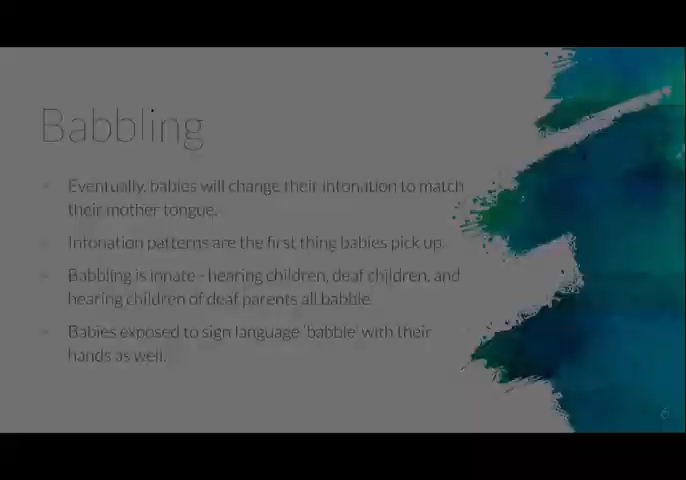 Babbling
Eventually, babies will change their intonation to match
their mother tongue.
Intonation patterns are the first thing babies pick up.
Babbling is innate - hearing children, deaf children, and
hearing children of deaf parents all babble.
Babies exposed to sign language 'babble' with their
hands as well.
6